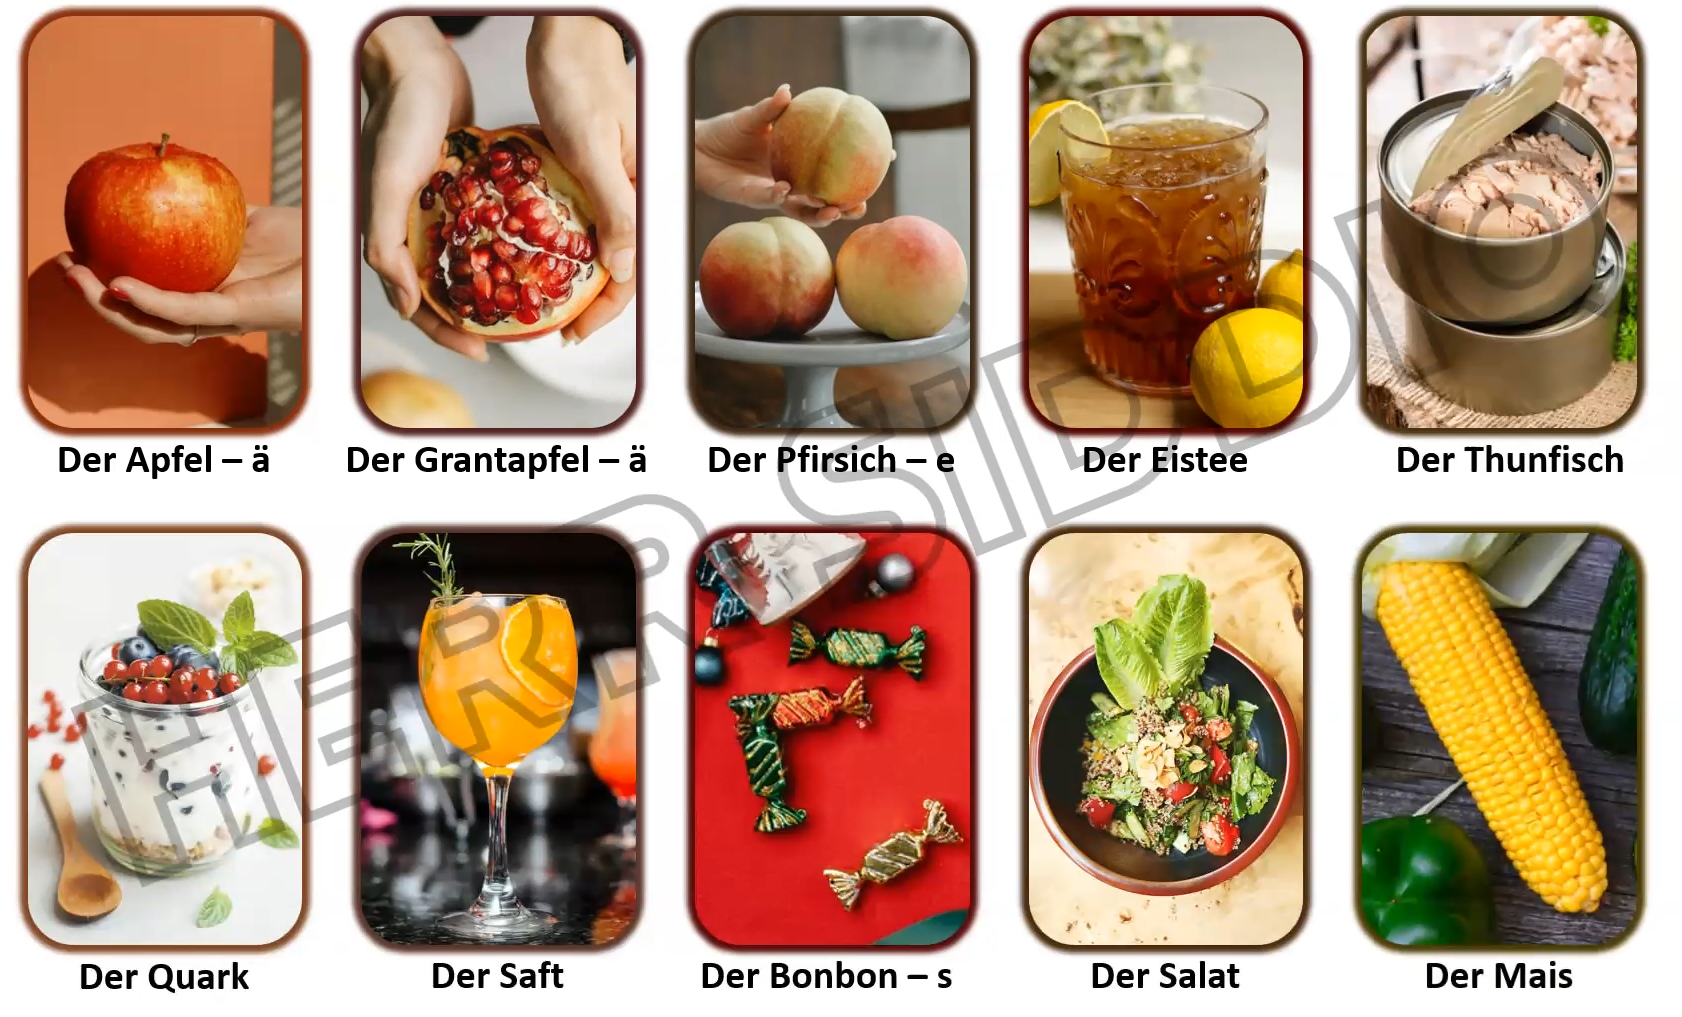 Der Apfel – ä
Der Grantapfel – ä
Der Pfirsich – e
Der Eistee
Der Thunfisch
Der Quark
Der Saft
Der Bonbon – s
Der Salat
Der Mais
HERR SIDDIQ